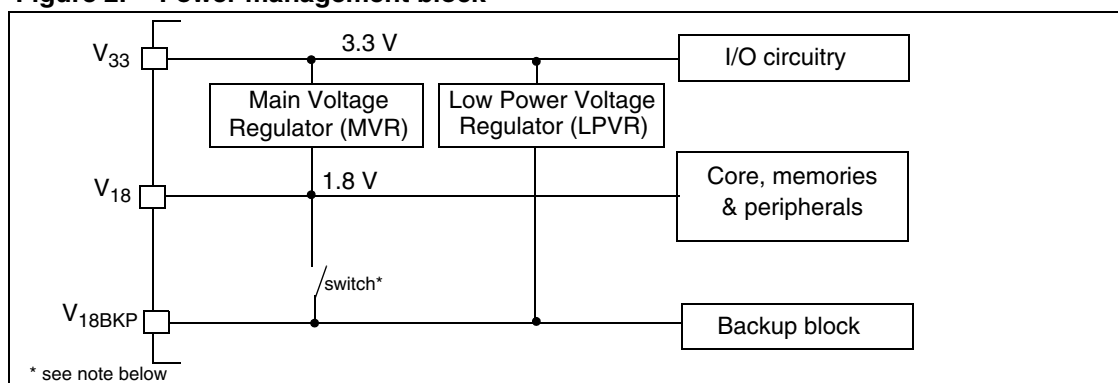 Figure 2. Power management block
V33
3.3 V
I/O circuitry
Main Voltage
Regulator (MVR)
Low Power Voltage
Regulator (LPVR)
V18
1.8 V
Core, memories
& peripherals
switch*
V18BKP
Backup block
* see note below